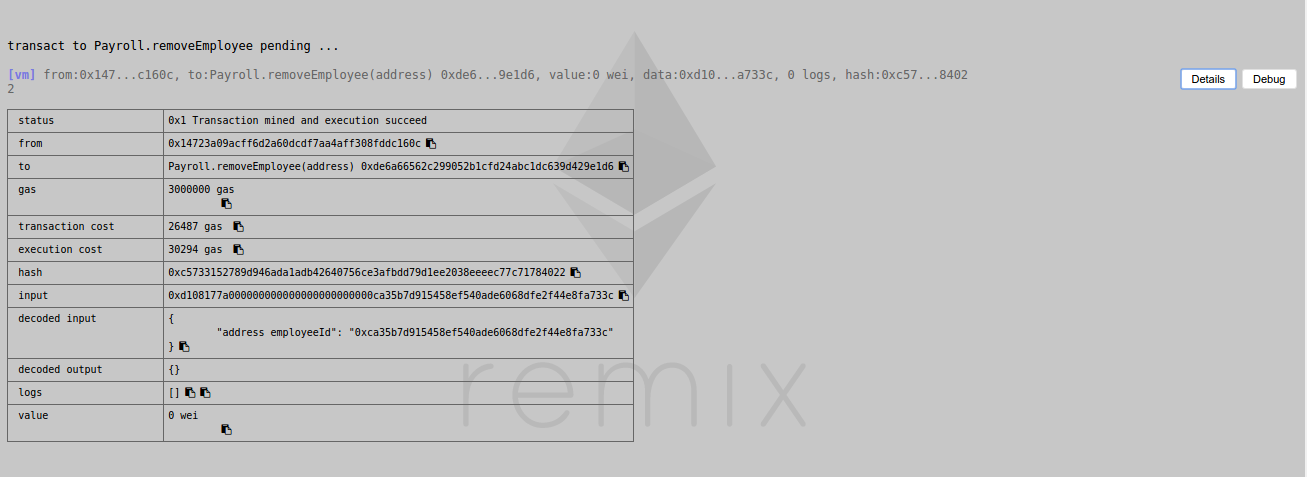 transact to Payroll.removeEmployee pending ...
[vm] from:0x147...c160c, to:Payroll.removeEmployee(address) 0xde6...9e1d6, value:0 wei, data:0xd10...a733c, 0 logs, hash:0xc57...8402
2
Details Debug
status 0x1 Transaction mined and execution succeed
from 0x14723a09acff6d2a60dcdf7aa4aff308fddc160c
to Payroll.removeEmployee(address) 0xde6a66562c299052b1cfd24abc1dc639d429e1d6
gas 3000000 gas
transaction cost 26487 gas
execution cost 30294 gas
hash 0xc5733152789d946ada1adb42640756ce3afbdd79d1ee2038eeeec77c71784022
input 0xd108177a000000000000000000000000ca35b7d915458ef540ade6068dfe2f44e8fa733c
decoded input {
"address employeeId": "0xca35b7d915458ef540ade6068dfe2f44e8fa733c"
}
decoded output {}
logs []
value 0 wei
remix